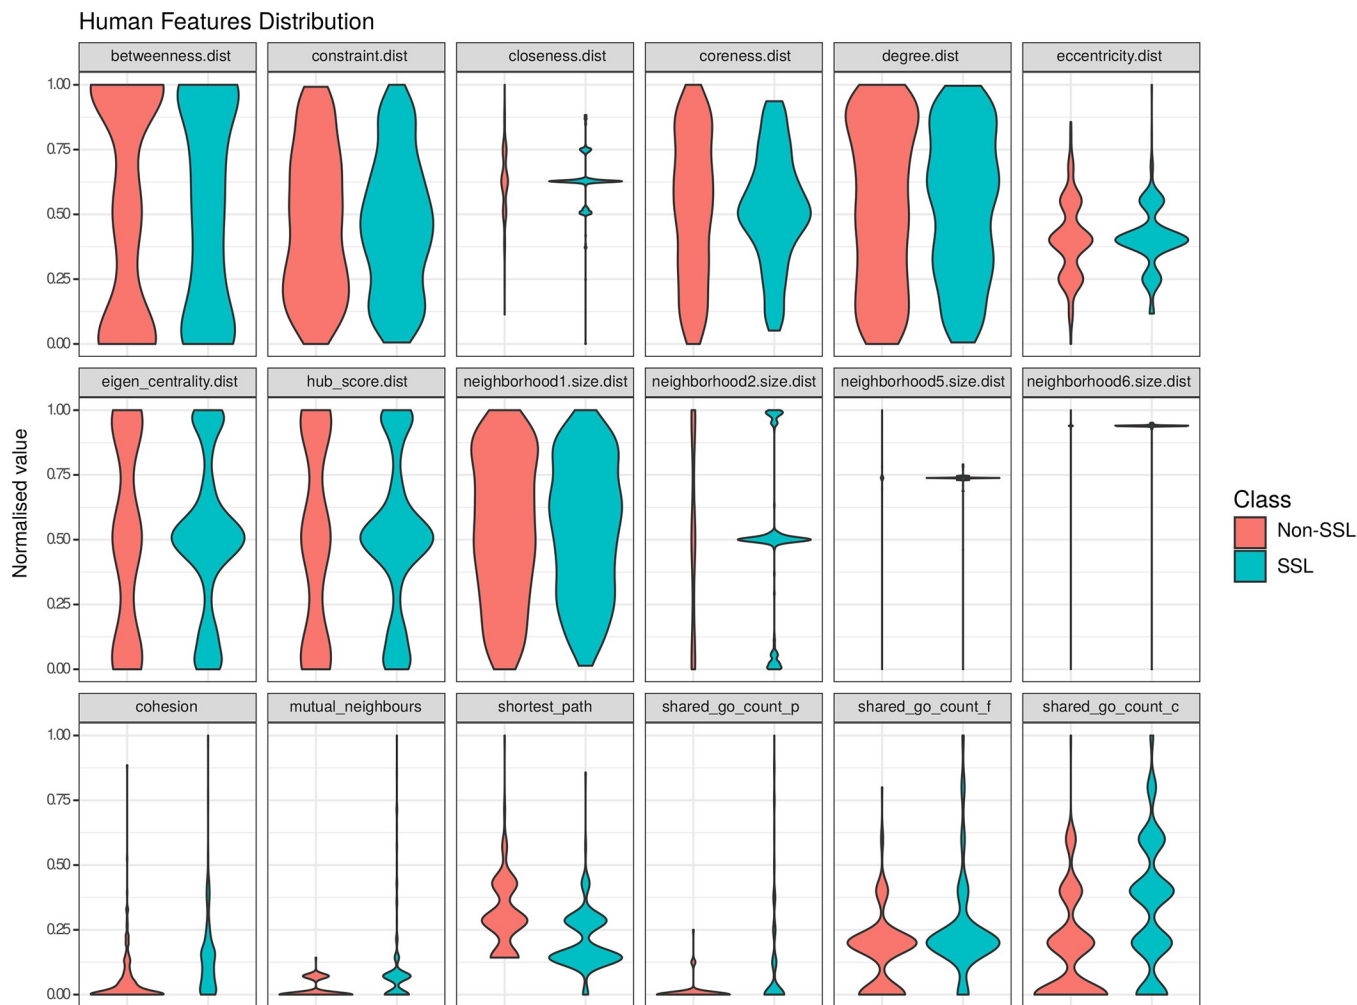 Human Features Distribution
betweenness.dist constraint.dist closeness.dist coreness.dist degree.dist eccentricity.dist
1.00
0.75
0.50
0.25
0.00
eigen_centrality.dist hub_score.dist neighborhood1.size.dist neighborhood2.size.dist neighborhood5.size.dist neighborhood6.size.dist
1.00
0.75
0.50
0.25
0.00
Normalised value
cohesion mutual_neighbours shortest_path shared_go_count_p shared_go_count_f shared_go_count_c
1.00
0.75
0.50
0.25
0.00
Class
Non-SSL
SSL